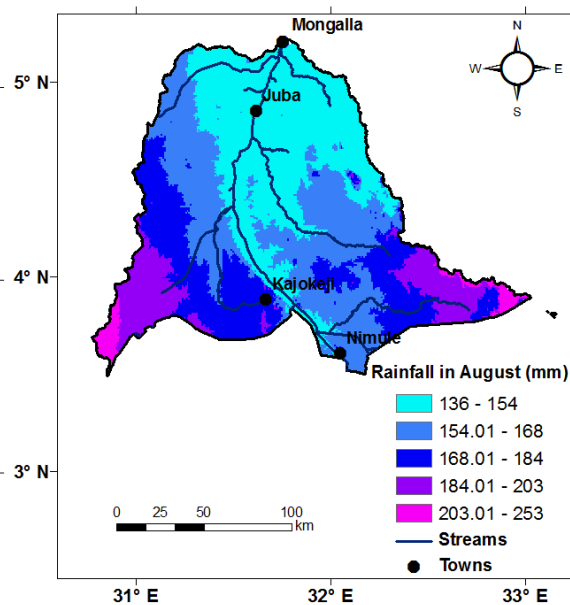 Mongalla
N
W E
S
5° N
Juba
4° N
Kajokeji
Nimule
Rainfall in August (mm)
136 - 154
154.01 - 168
168.01 - 184
184.01 - 203
203.01 - 253
Streams
Towns
3° N
0 25 50 100
km
31° E 32° E 33° E